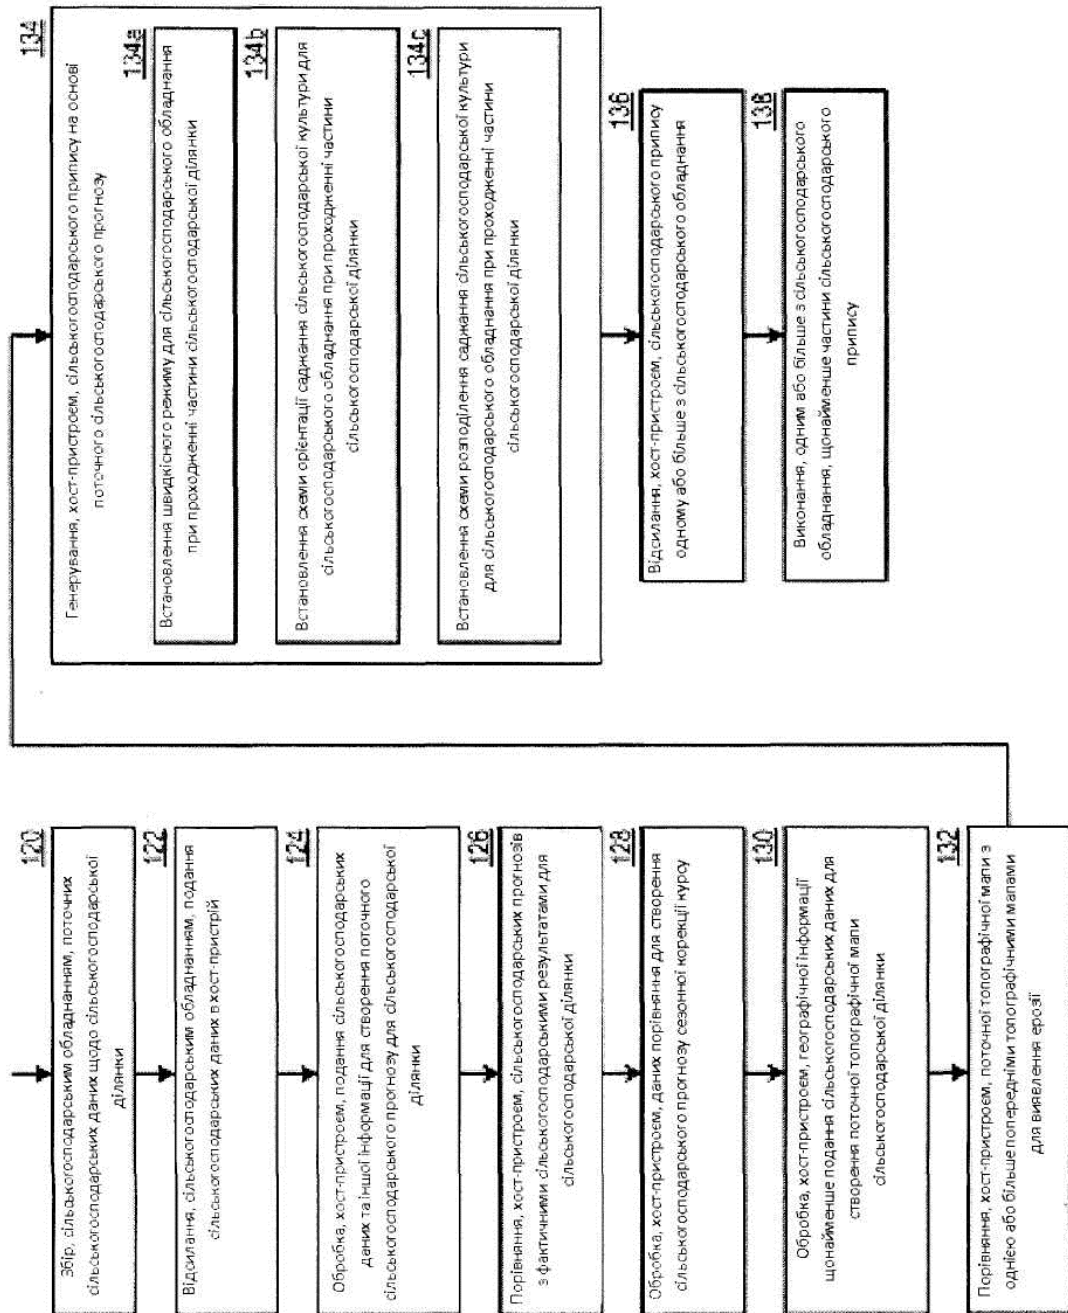 120
Збір, сільськогосподарським обладнанням, поточних
сільськогосподарських даних щодо сільськогосподарської
ділянки
122
Відсилання, сільськогосподарським обладнанням, подання
сільськогосподарських даних в хост-пристрій
124
Обробка, хост-пристроєм, подання сільськогосподарських
даних та іншої інформації для створення поточного
сільськогосподарського прогнозу для сільськогосподарської
ділянки
126
Порівняння, хост-пристроєм, сільськогосподарських прогнозів
з фактичними сільськогосподарськими результатами для
сільськогосподарської ділянки
128
Обробка, хост-пристроєм, даних порівняння для створення
сільськогосподарського прогнозу сезонної корекції курсу
130
Обробка, хост-пристроєм, географічної інформації
щонайменше подання сільськогосподарських даних для
створення поточної топографічної мапи
сільськогосподарської ділянки
132
Порівняння, хост-пристроєм, поточної топографічної мапи з
однією або більше попередніми топографічними мапами
для виявлення ерозії
134
Генерування, хост-пристроєм, сільськогосподарського припису на основі
поточного сільськогосподарського прогнозу
134a
Встановлення швидкісного режиму для сільськогосподарського обладнання
при проходженні частини сільськогосподарської ділянки
134b
Встановлення схеми орієнтації саджання сільськогосподарської культури для
сільськогосподарського обладнання при проходженні частини
сільськогосподарської ділянки
134c
Встановлення схеми розподілення саджання сільськогосподарської культури
для сільськогосподарського обладнання при проходженні частини
сільськогосподарської ділянки
136
Відсилання, хост-пристроєм, сільськогосподарського припису
одному або більше з сільськогосподарського обладнання
138
Виконання, одним або більше з сільськогосподарського
обладнання, щонайменше частини сільськогосподарського
припису